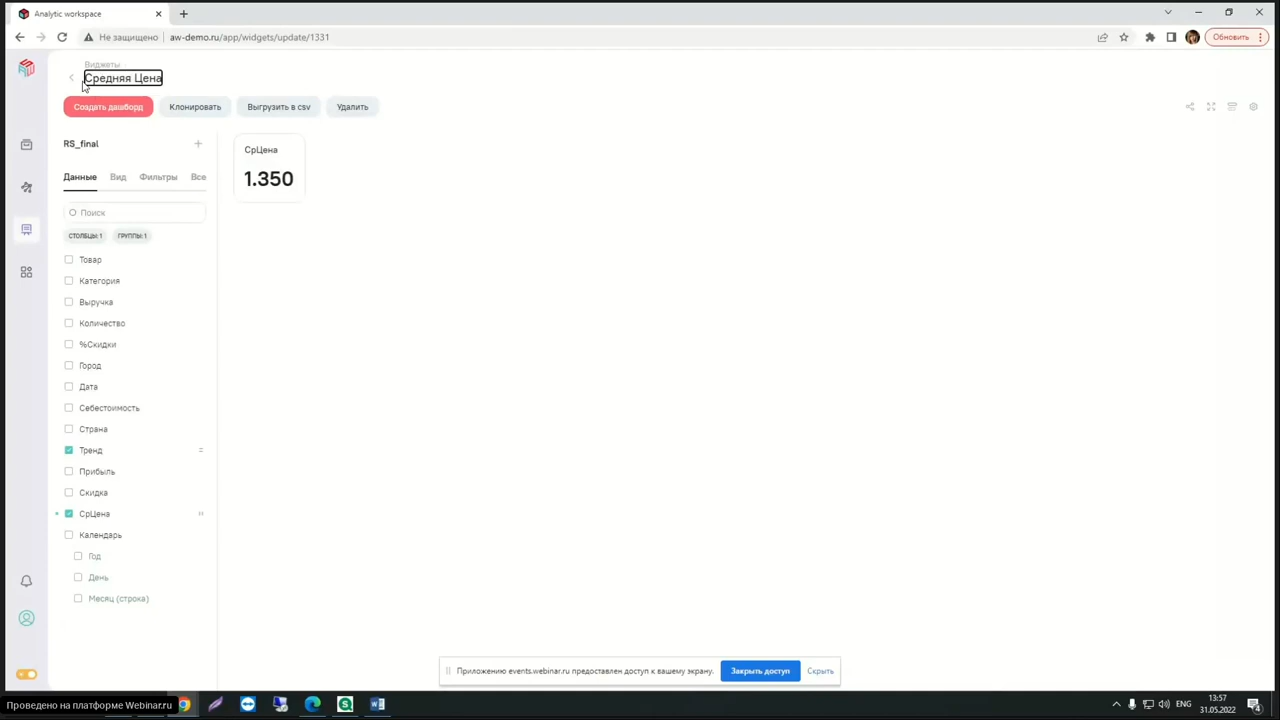 Analytic workspace
Не защищено
aw-demo.ru/app/widgets/update/1331
Обновить
Виджеты
Средняя Цена
Создать дашборд
Клонировать
Выгрузить в csv
Удалить
RS_final
Данные
Вид
Фильтры
Все
Поиск
СТОЛБЦЫ:1
ГРУППЫ:1
Товар
Категория
Выручка
Количество
%Скидки
Город
Дата
Себестоимость
Страна
Тренд
Прибыль
Скидка
СрЦена
Календарь
Год
День
Месяц (строка)
СрЦена
1.350
Приложению events.webinar.ru предоставлен доступ к вашему экрану.
Закрыть доступ
Скрыть
Проведено на платформе Webinar.ru
ENG
13:57
31.05.2022
4